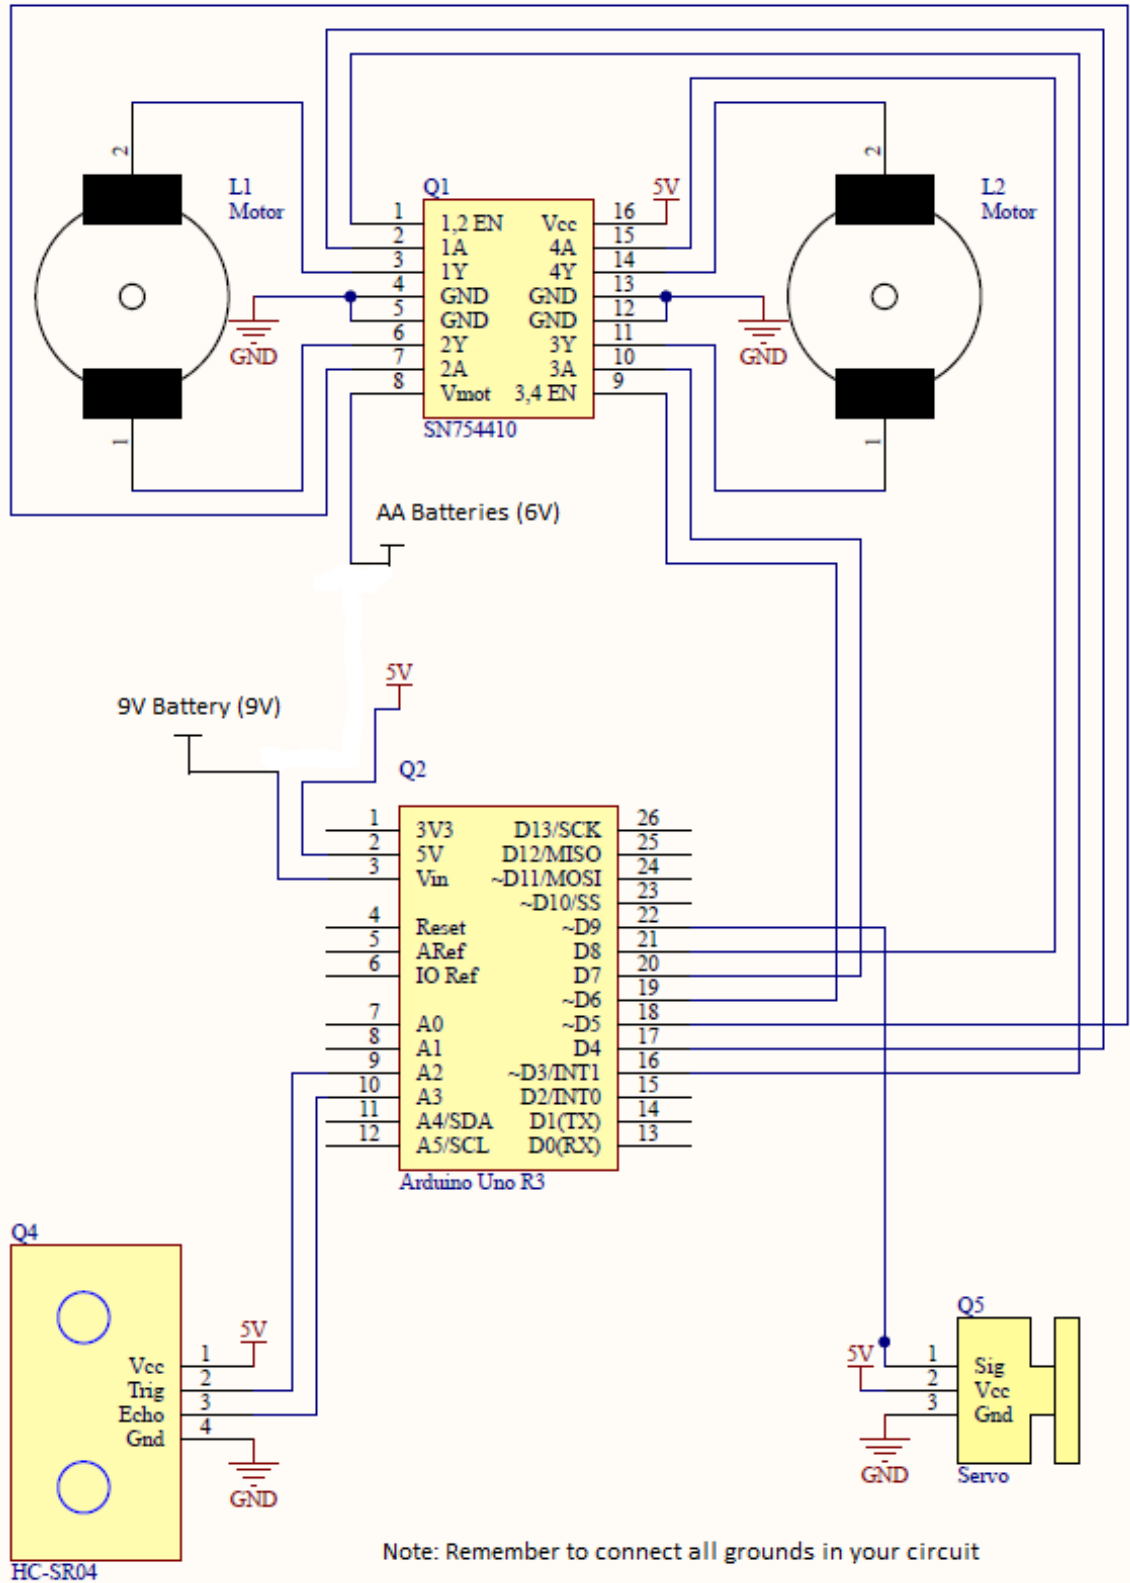 2
L1
Motor
1
Q1
1
2
3
4
5
6
7
8
1,2 EN
1A
1Y
GND
GND
2Y
2A
Vmot
Vcc
4A
4Y
GND
GND
3Y
3A
3,4 EN
16
15
14
13
12
11
10
9
SN754410
5V
GND
GND
2
L2
Motor
1
AA Batteries (6V)
5V
9V Battery (9V)
Q2
1
2
3
4
5
6
7
8
9
10
11
12
3V3
5V
Vin
Reset
ARef
IO Ref
A0
A1
A2
A3
A4/SDA
A5/SCL
D13/SCK
D12/MISO
~D11/MOSI
~D10/SS
~D9
D8
D7
~D6
~D5
D4
~D3/INT1
D2/INT0
D1(TX)
D0(RX)
26
25
24
23
22
21
20
19
18
17
16
15
14
13
Arduino Uno R3
Q4
Vcc
Trig
Echo
Gnd
1
2
3
4
5V
GND
HC-SR04
Q5
5V
1
2
3
Sig
Vcc
Gnd
GND
Servo
Note: Remember to connect all grounds in your circuit